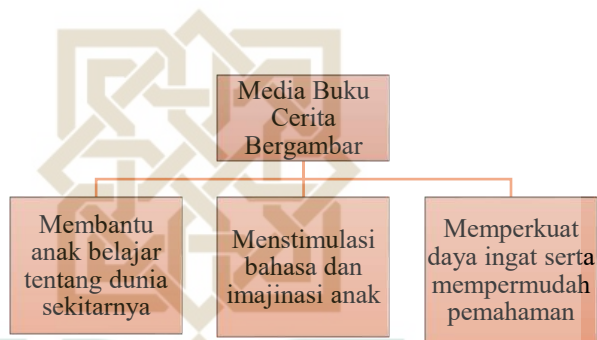 Media Buku
Cerita
Bergambar
Membantu
anak belajar
tentang dunia
sekitarnya
Menstimulasi
bahasa dan
imajinasi anak
Memperkuat
daya ingat serta
mempermudah
pemahaman